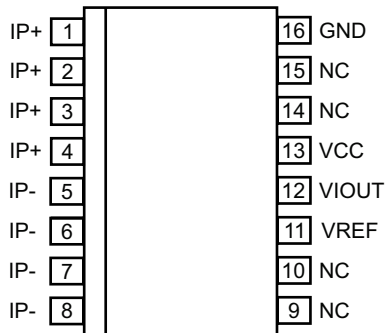 IP+ 1 16 GND
IP+ 2 15 NC
IP+ 3 14 NC
IP+ 4 13 VCC
IP- 5 12 VIOUT
IP- 6 11 VREF
IP- 7 10 NC
IP- 8 9 NC